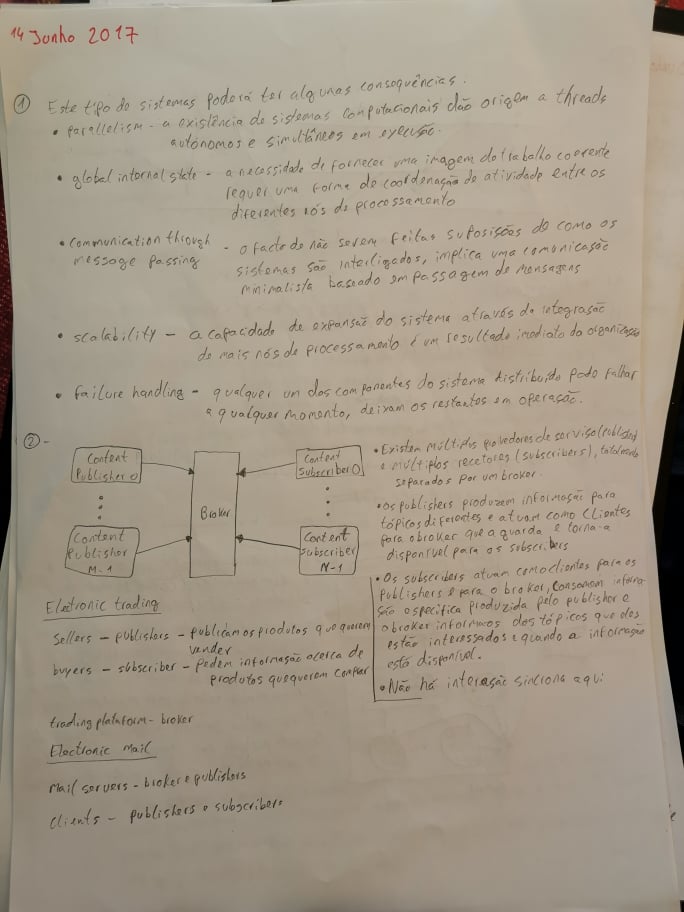 14 Junho 2017
① Este tipo de sistemas poderá ter algumas consequências.
• parallelism - a existência de sistemas computacionais dão origem a threads
autónomos e simultâneos em execusão.
• global internal state - a necessidade de fornecer uma imagem do trabalho coerente
requer uma forma de coordenação de atividade entre os
diferentes nós de processamento
• communication through - o facto de não serem feitas suposisões de como os
message passing sistemas são interligados, implica uma comunicação
minimalista baseado em passagem de mensagens
• scalability - a capacidade de expansão do sistema através da integração
de mais nós de processamento é um resultado imediato da organização
• failure handling - qualquer um dos componentes do sistema distribuído pode falhar
a qualquer momento, deixam os restantes em operação.
② -
Content
Publisher 0
Content
Publisher
M-1
Broker
Content
Subscriber 0
Content
Subscriber
N-1
• Existem múltiplos provedores de serviso (publishers)
e múltiplos recetores (subscribers), totalmente
separados por um broker.
• Os publishers produzem informação para
tópicos diferentes e atuam como clientes
para o broker que a guarda e torna-a
disponível para os subscribers
• Os subscribers atuam como clientes para os
publishers e para o broker, consomem informa-
ção específica produzida pelo publisher e
o broker informa-os dos tópicos que eles
estão interessados e quando a informação
está disponível.
• Não há interação síncrona aqui
Electronic trading
sellers - publishers - publicam os produtos que querem
vender
buyers - subscriber - Pedem informação acerca de
produtos que querem comprar
trading plataform - broker
Electronic Mail
Mail servers - broker e publishers
clients - publishers e subscribers